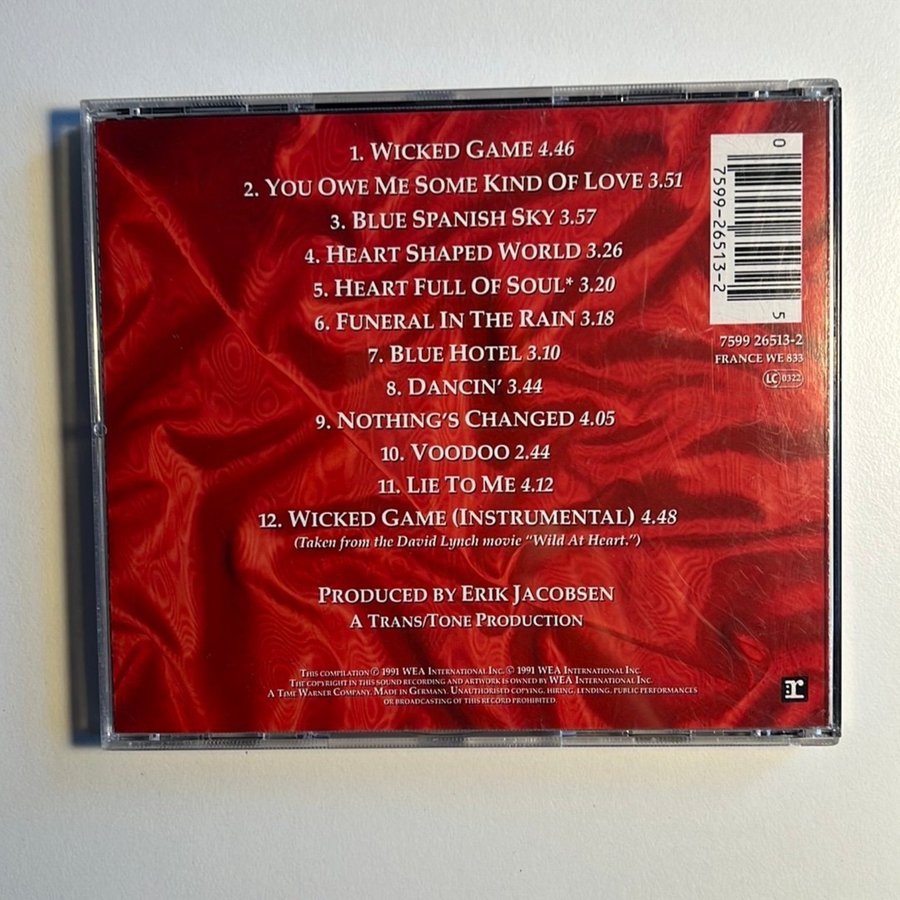 1. WICKED GAME 4.46
2. YOU OWE ME SOME KIND OF LOVE 3.51
3. BLUE SPANISH SKY 3.57
4. HEART SHAPED WORLD 3.26
5. HEART FULL OF SOUL* 3.20
6. FUNERAL IN THE RAIN 3.18
7. BLUE HOTEL 3.10
8. DANCIN' 3.44
9. NOTHING'S CHANGED 4.05
10. VOODOO 2.44
11. LIE TO ME 4.12
12. WICKED GAME (INSTRUMENTAL) 4.48
(Taken from the David Lynch movie "Wild At Heart.")
PRODUCED BY ERIK JACOBSEN
A TRANS/TONE PRODUCTION
THIS COMPILATION ℗ 1991 WEA INTERNATIONAL INC. © 1991 WEA INTERNATIONAL INC.
THE COPYRIGHT IN THIS SOUND RECORDING AND ARTWORK IS OWNED BY WEA INTERNATIONAL INC.
A TIME WARNER COMPANY. MADE IN GERMANY. UNAUTHORISED COPYING, HIRING, LENDING, PUBLIC PERFORMANCES
OR BROADCASTING OF THIS RECORD PROHIBITED.
0
7599-26513-2
5
7599 26513-2
FRANCE WE 833
LC 0322
r